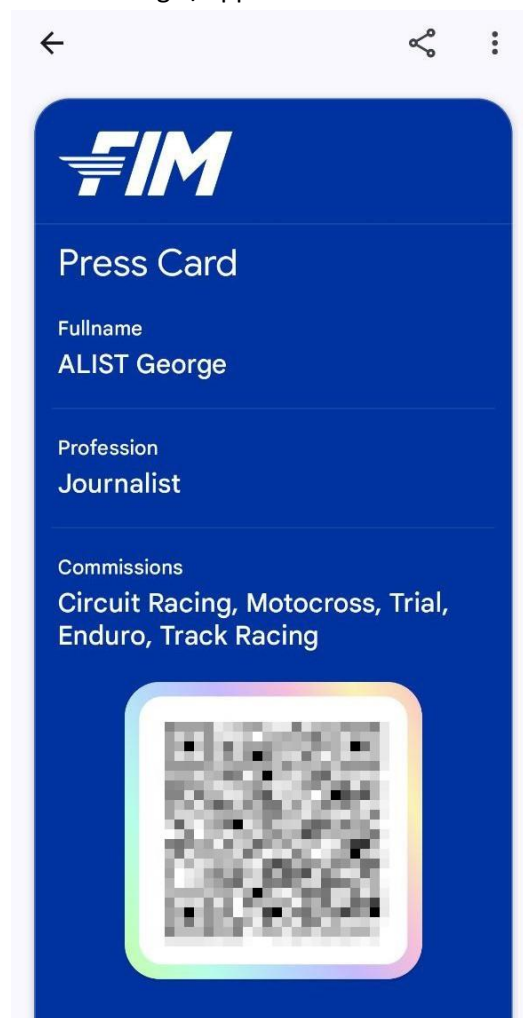 FIM
Press Card
Fullname
ALIST George
Profession
Journalist
Commissions
Circuit Racing, Motocross, Trial,
Enduro, Track Racing